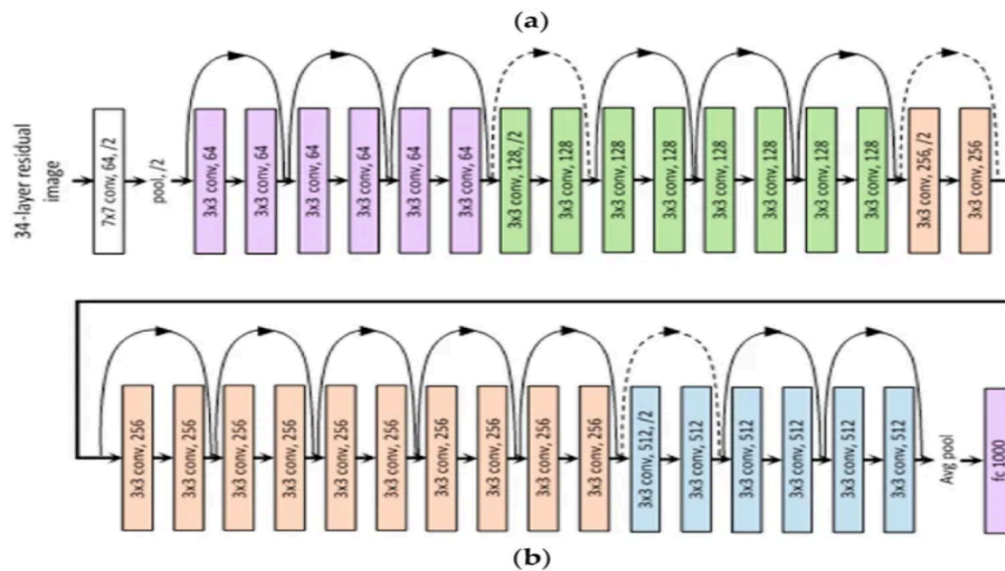 (a)
34-layer residual
image
7x7 conv, 64, /2
pool, /2
3x3 conv, 64
3x3 conv, 64
3x3 conv, 64
3x3 conv, 64
3x3 conv, 64
3x3 conv, 64
3x3 conv, 128, /2
3x3 conv, 128
3x3 conv, 128
3x3 conv, 128
3x3 conv, 128
3x3 conv, 128
3x3 conv, 128
3x3 conv, 128
3x3 conv, 256, /2
3x3 conv, 256
3x3 conv, 256
3x3 conv, 256
3x3 conv, 256
3x3 conv, 256
3x3 conv, 256
3x3 conv, 256
3x3 conv, 256
3x3 conv, 256
3x3 conv, 256
3x3 conv, 256
3x3 conv, 512, /2
3x3 conv, 512
3x3 conv, 512
3x3 conv, 512
3x3 conv, 512
3x3 conv, 512
Avg pool
fc 1000
(b)